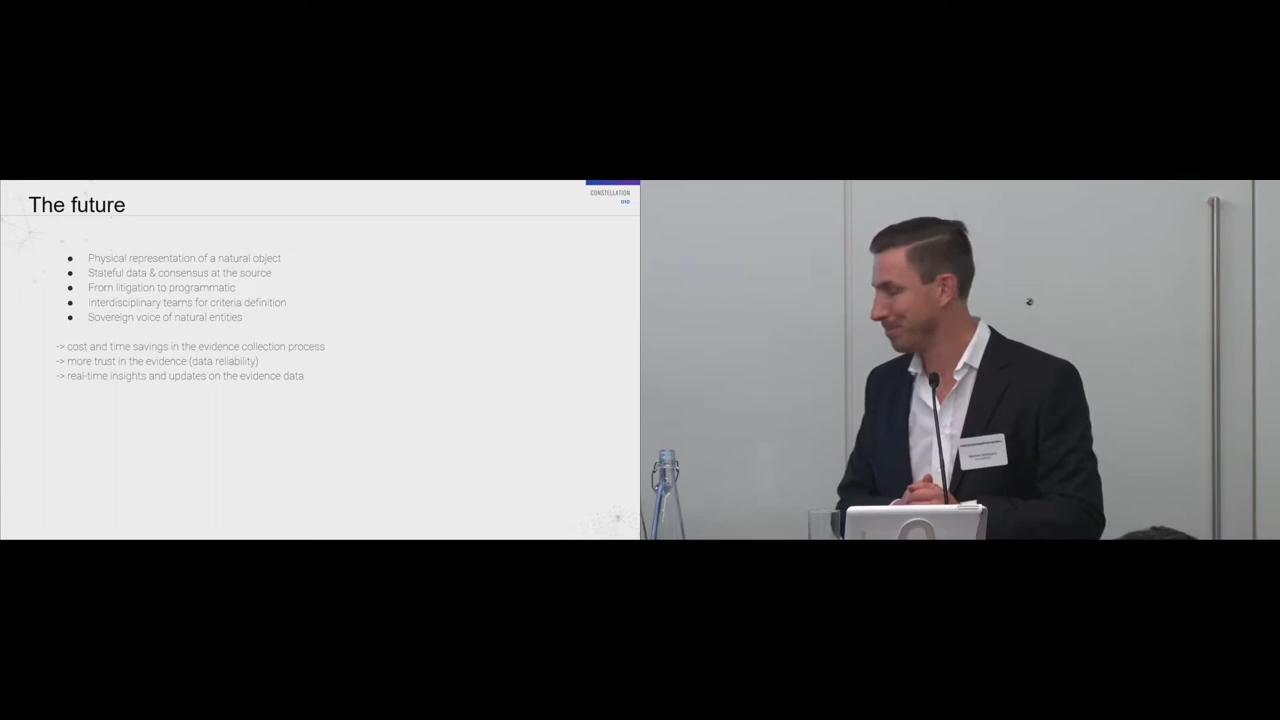 The future
CONSTELLATION
010
● Physical representation of a natural object
● Stateful data & consensus at the source
● From litigation to programmatic
● Interdisciplinary teams for criteria definition
● Sovereign voice of natural entities
-> cost and time savings in the evidence collection process
-> more trust in the evidence (data reliability)
-> real-time insights and updates on the evidence data